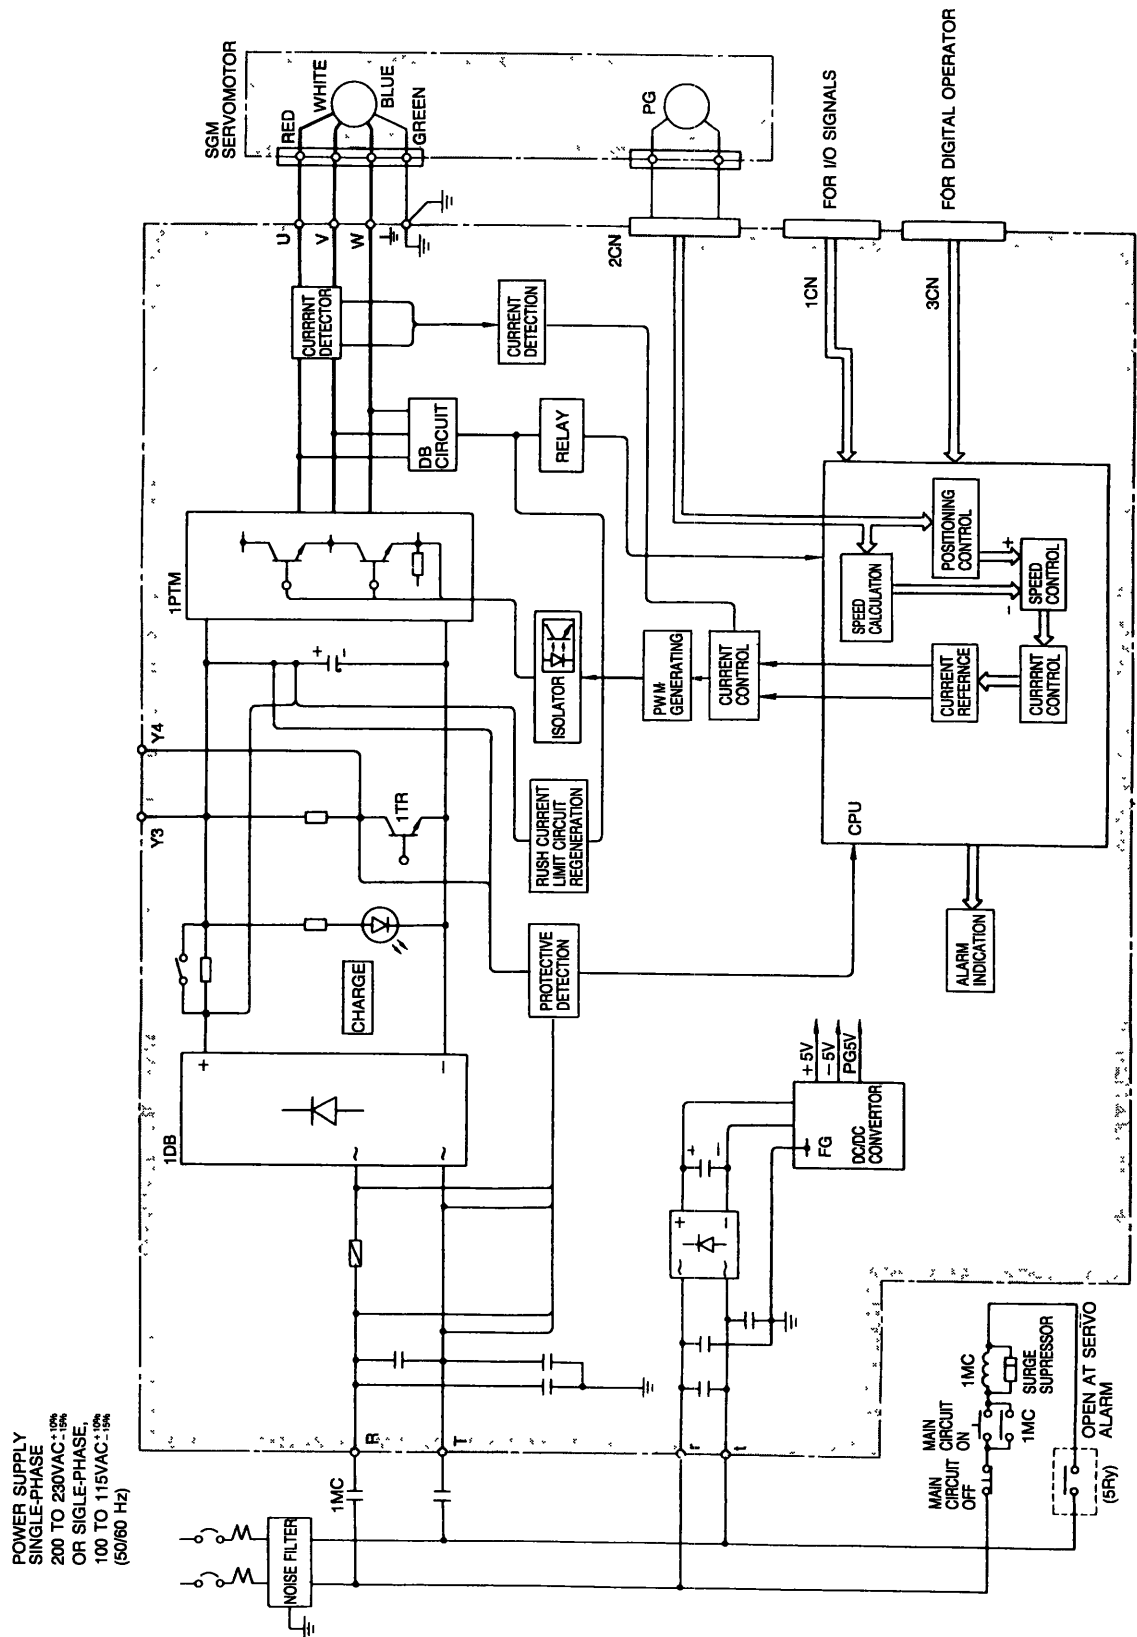 POWER SUPPLY
SINGLE-PHASE
200 TO 230VAC +10% -15%
OR SIGLE-PHASE,
100 TO 115VAC +10% -15%
(50/60 Hz)
NOISE FILTER
1MC
R
T
r
t
MAIN
CIRCUIT
OFF
MAIN
CIRCUIT
ON
1MC
1MC
SURGE
SUPRESSOR
OPEN AT SERVO
ALARM
(5Ry)
1DB
~
~
+
−
~
~
+
−
+
−
FG
DC/DC
CONVERTOR
+5V
−5V
PG5V
CHARGE
Y3
Y4
1TR
+
−
PROTECTIVE
DETECTION
RUSH CURRENT
LIMIT CIRCUIT
REGENERATION
1PTM
ISOLATOR
PWM
GENERATING
CURRENT
CONTROL
DB
CIRCUIT
RELAY
CURRRNT
DETECTOR
CURRENT
DETECTION
U
V
W
SGM
SERVOMOTOR
RED
WHITE
BLUE
GREEN
PG
2CN
1CN
3CN
FOR I/O SIGNALS
FOR DIGITAL OPERATOR
CPU
SPEED
CALCULATION
POSITIONING
CONTROL
+
−
SPEED
CONTROL
CURRRNT
CONTROL
CURRENT
REFERNCE
ALARM
INDICATION